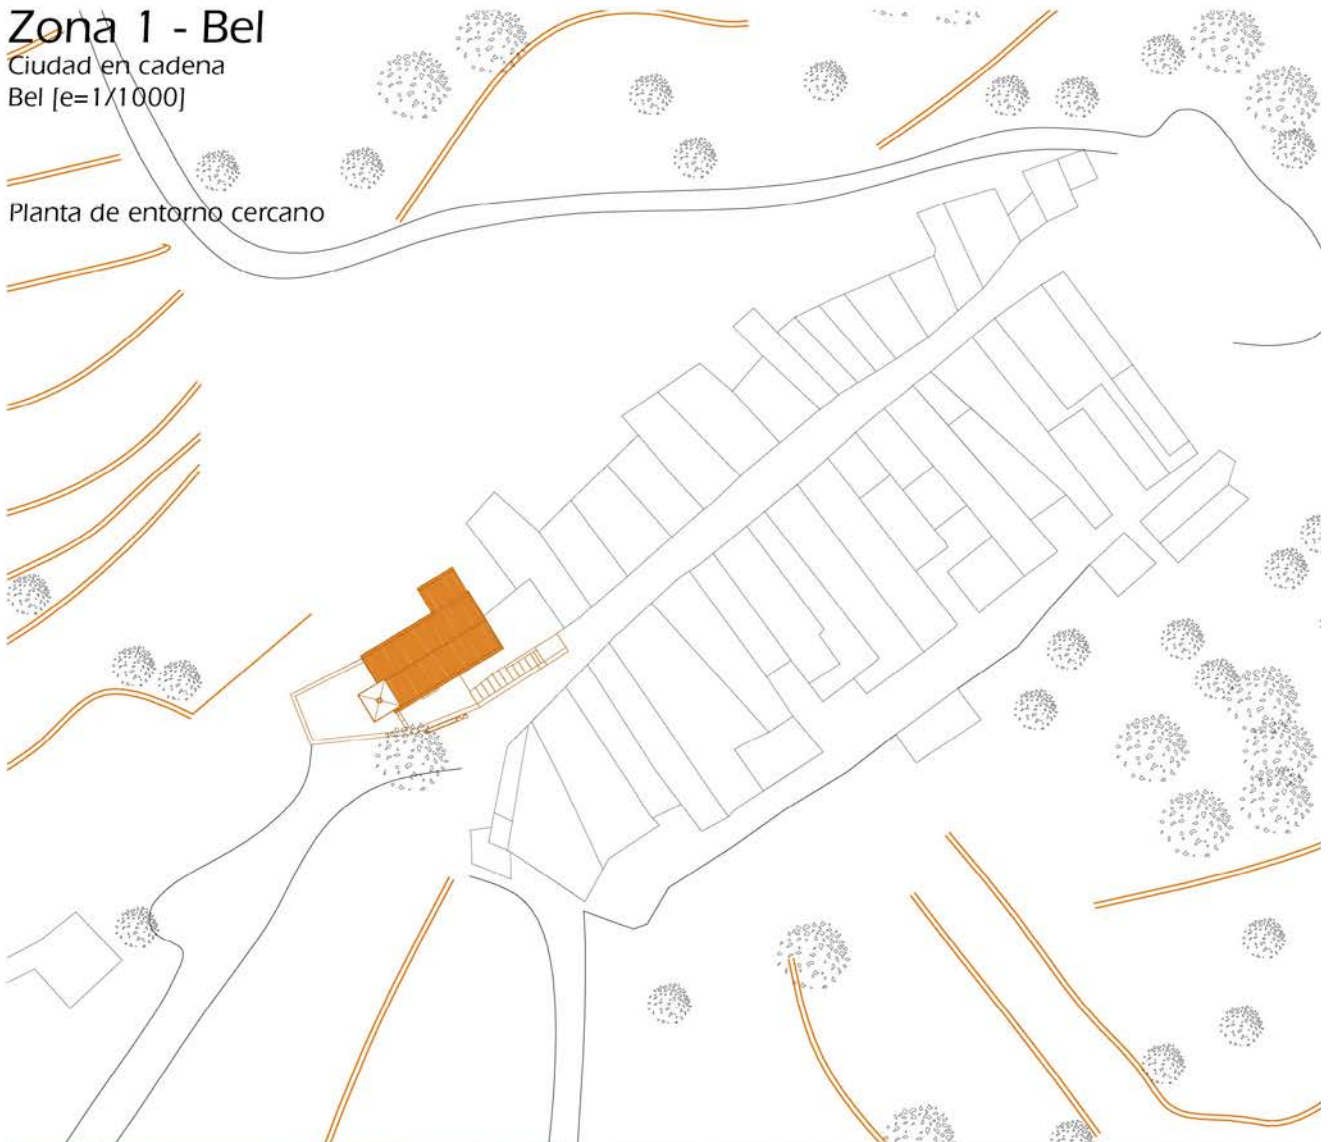 Zona 1 - Bel
Ciudad en cadena
Bel [e=1/1000]
Planta de entorno cercano